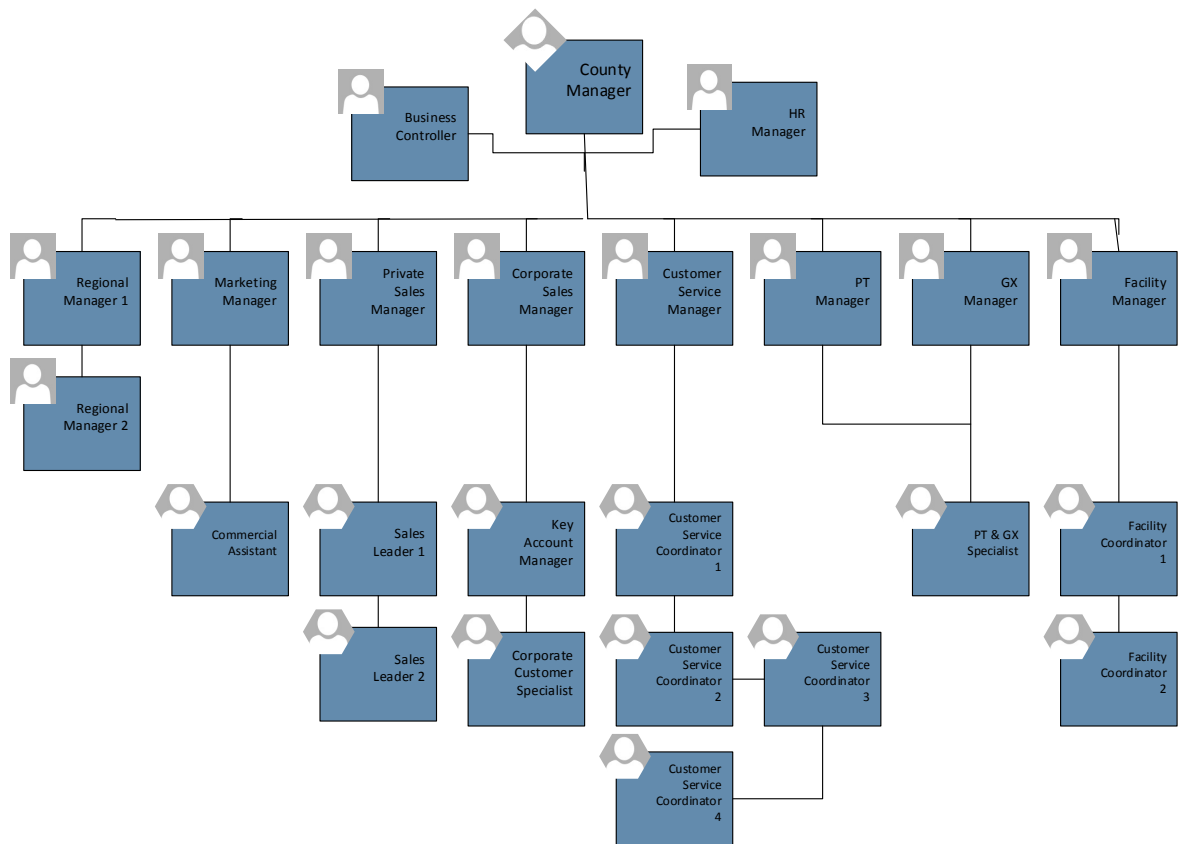 County
Manager
Business
Controller
HR
Manager
Regional
Manager 1
Marketing
Manager
Private
Sales
Manager
Corporate
Sales
Manager
Customer
Service
Manager
PT
Manager
GX
Manager
Facility
Manager
Regional
Manager 2
Commercial
Assistant
Sales
Leader 1
Key
Account
Manager
Customer
Service
Coordinator
1
PT & GX
Specialist
Facility
Coordinator
1
Sales
Leader 2
Corporate
Customer
Specialist
Customer
Service
Coordinator
2
Customer
Service
Coordinator
3
Facility
Coordinator
2
Customer
Service
Coordinator
4